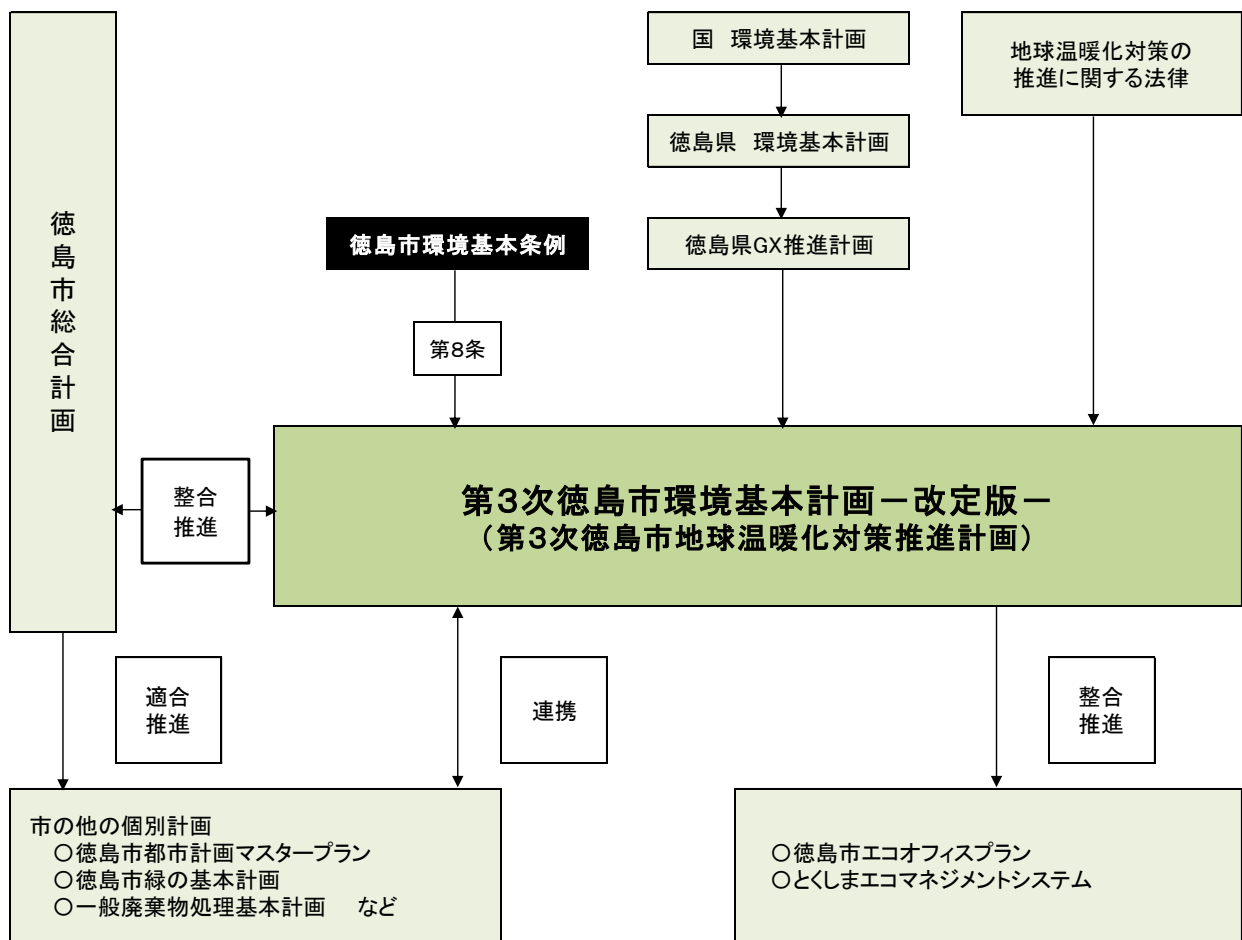 国 環境基本計画
地球温暖化対策の
推進に関する法律
徳島県 環境基本計画
徳島市総合計画
徳島市環境基本条例
徳島県GX推進計画
第8条
整合
推進
第3次徳島市環境基本計画－改定版－
（第3次徳島市地球温暖化対策推進計画）
適合
推進
連携
整合
推進
市の他の個別計画
○徳島市都市計画マスタープラン
○徳島市緑の基本計画
○一般廃棄物処理基本計画 など
○徳島市エコオフィスプラン
○とくしまエコマネジメントシステム